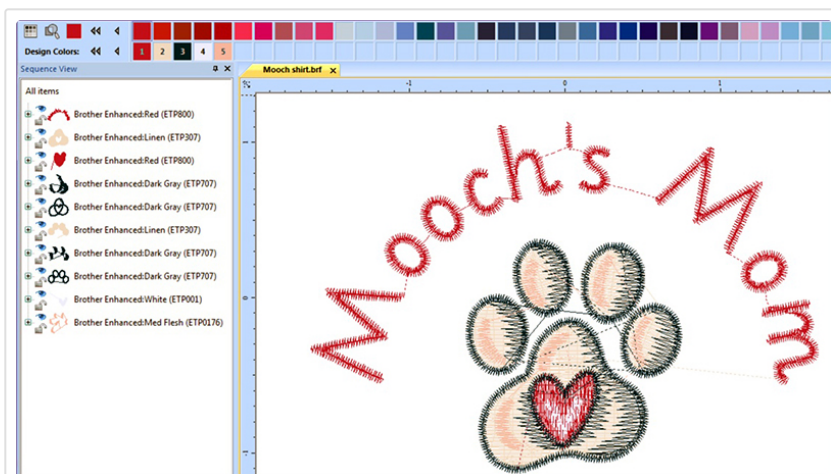 Design Colors:
1 2 3 4 5
Sequence View
Mooch shirt.brf
All items
-1 0 1
Brother Enhanced:Red (ETP800)
Brother Enhanced:Linen (ETP307)
Brother Enhanced:Red (ETP800)
Brother Enhanced:Dark Gray (ETP707)
Brother Enhanced:Dark Gray (ETP707)
Brother Enhanced:Linen (ETP307)
Brother Enhanced:Dark Gray (ETP707)
Brother Enhanced:Dark Gray (ETP707)
Brother Enhanced:White (ETP001)
Brother Enhanced:Med Flesh (ETP0176)
Mooch's Mom